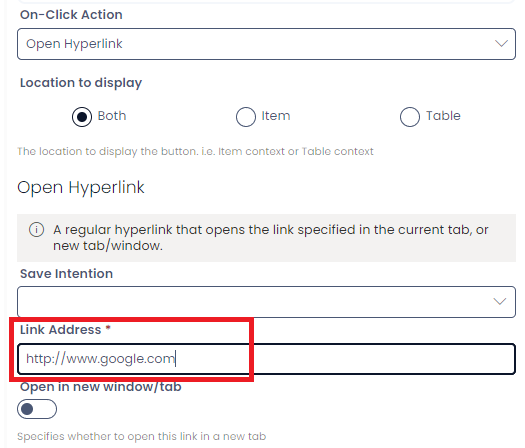 On-Click Action
Open Hyperlink
Location to display
Both Item Table
The location to display the button. i.e. Item context or Table context
Open Hyperlink
A regular hyperlink that opens the link specified in the current tab, or
new tab/window.
Save Intention
Link Address *
http://www.google.com
Open in new window/tab
Specifies whether to open this link in a new tab